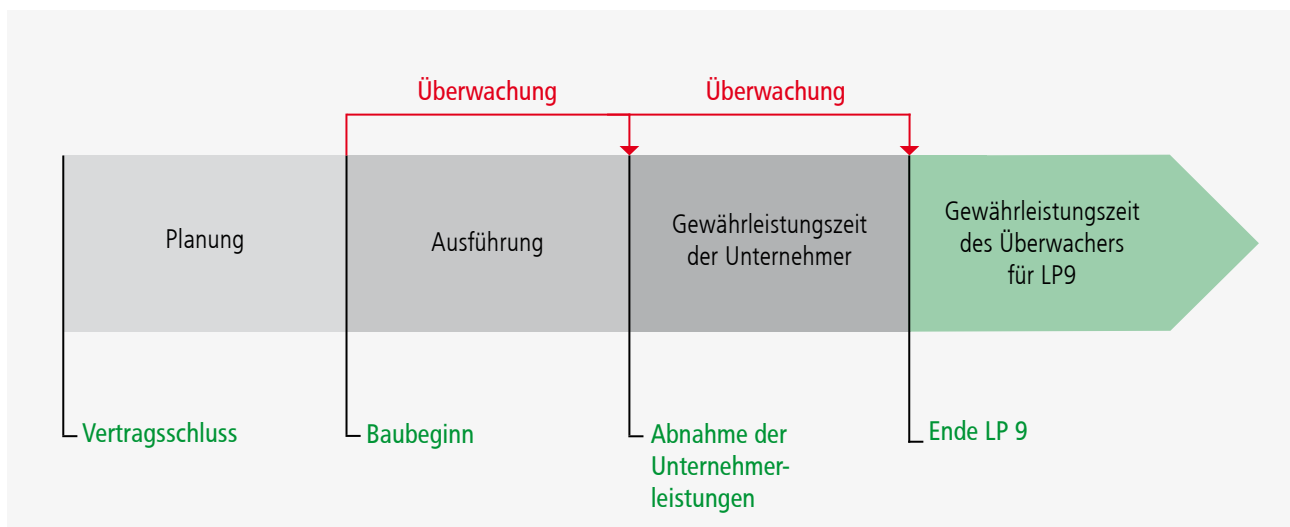 Überwachung
Überwachung
Planung
Ausführung
Gewährleistungszeit
der Unternehmer
Gewährleistungszeit
des Überwachers
für LP9
Vertragsschluss
Baubeginn
Abnahme der
Unternehmer-
leistungen
Ende LP 9